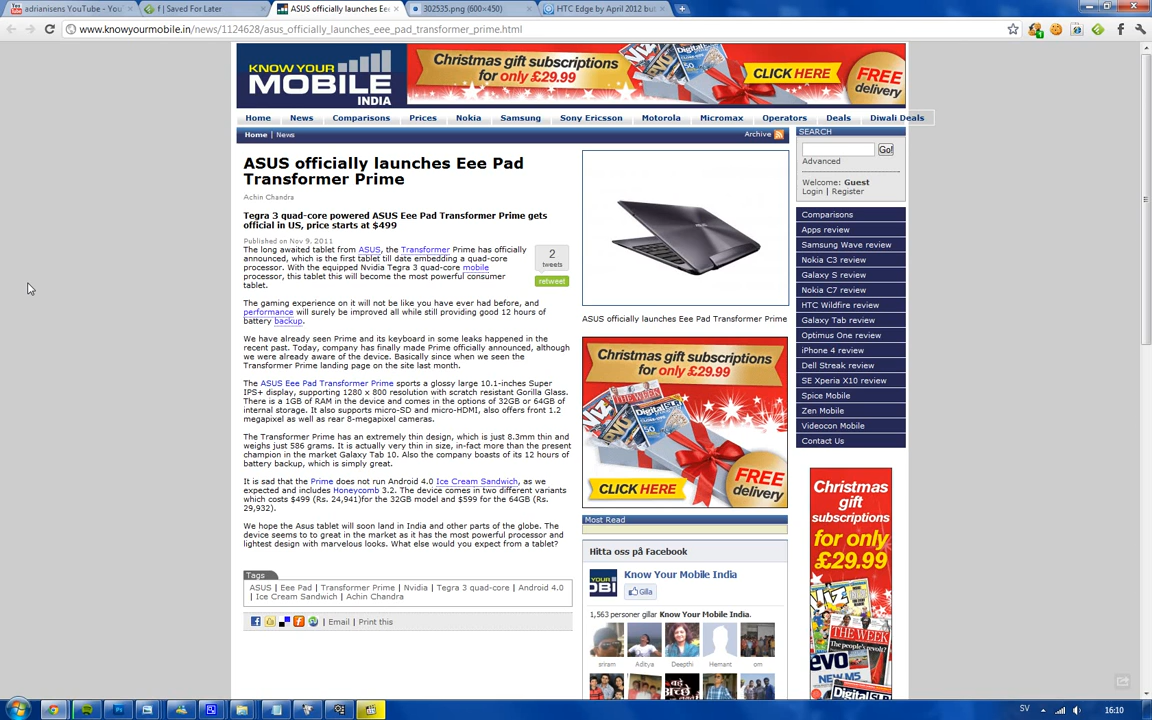 adrianisens YouTube - You
f | Saved For Later
ASUS officially launches Ee
302535.png (600×450)
HTC Edge by April 2012 bu
www.knowyourmobile.in/news/1124628/asus_officially_launches_eee_pad_transformer_prime.html
KNOW YOUR
MOBILE
INDIA
Christmas gift subscriptions
for only £29.99
CLICK HERE
FREE
delivery
Home
News
Comparisons
Prices
Nokia
Samsung
Sony Ericsson
Motorola
Micromax
Operators
Deals
Diwali Deals
Home | News
Archive
SEARCH
Go!
Advanced
Welcome: Guest
Login | Register
ASUS officially launches Eee Pad
Transformer Prime
Achin Chandra
Tegra 3 quad-core powered ASUS Eee Pad Transformer Prime gets
official in US, price starts at $499
Published on Nov 9, 2011
The long awaited tablet from ASUS, the Transformer Prime has officially
announced, which is the first tablet till date embedding a quad-core
processor. With the equipped Nvidia Tegra 3 quad-core mobile
processor, this tablet this will become the most powerful consumer
tablet.
2
tweets
retweet
The gaming experience on it will not be like you have ever had before, and
performance will surely be improved all while still providing good 12 hours of
battery backup.
We have already seen Prime and its keyboard in some leaks happened in the
recent past. Today, company has finally made Prime officially announced, although
we were already aware of the device. Basically since when we seen the
Transformer Prime landing page on the site last month.
The ASUS Eee Pad Transformer Prime sports a glossy large 10.1-inches Super
IPS+ display, supporting 1280 x 800 resolution with scratch resistant Gorilla Glass.
There is a 1GB of RAM in the device and comes in the options of 32GB or 64GB of
internal storage. It also supports micro-SD and micro-HDMI, also offers front 1.2
megapixel as well as rear 8-megapixel cameras.
The Transformer Prime has an extremely thin design, which is just 8.3mm thin and
weighs just 586 grams. It is actually very thin in size, in-fact more than the present
champion in the market Galaxy Tab 10. Also the company boasts of its 12 hours of
battery backup, which is simply great.
It is sad that the Prime does not run Android 4.0 Ice Cream Sandwich, as we
expected and includes Honeycomb 3.2. The device comes in two different variants
which costs $499 (Rs. 24,941)for the 32GB model and $599 for the 64GB (Rs.
29,932).
We hope the Asus tablet will soon land in India and other parts of the globe. The
device seems to to great in the market as it has the most powerful processor and
lightest design with marvelous looks. What else would you expect from a tablet?
Tags
ASUS | Eee Pad | Transformer Prime | Nvidia | Tegra 3 quad-core | Android 4.0
| Ice Cream Sandwich | Achin Chandra
| Email | Print this
ASUS officially launches Eee Pad Transformer Prime
Christmas gift subscriptions
for only £29.99
CLICK HERE
FREE
delivery
Most Read
Hitta oss på Facebook
Know Your Mobile India
Gilla
1,563 personer gillar Know Your Mobile India.
sriram
Aditya
Deepthi
Hemant
om
Comparisons
Apps review
Samsung Wave review
Nokia C3 review
Galaxy S review
Nokia C7 review
HTC Wildfire review
Galaxy Tab review
Optimus One review
iPhone 4 review
Dell Streak review
SE Xperia X10 review
Spice Mobile
Zen Mobile
Videocon Mobile
Contact Us
Christmas
gift
subscriptions
for only
£29.99
THE WEEK
evo
NEW M5
SV
16:10